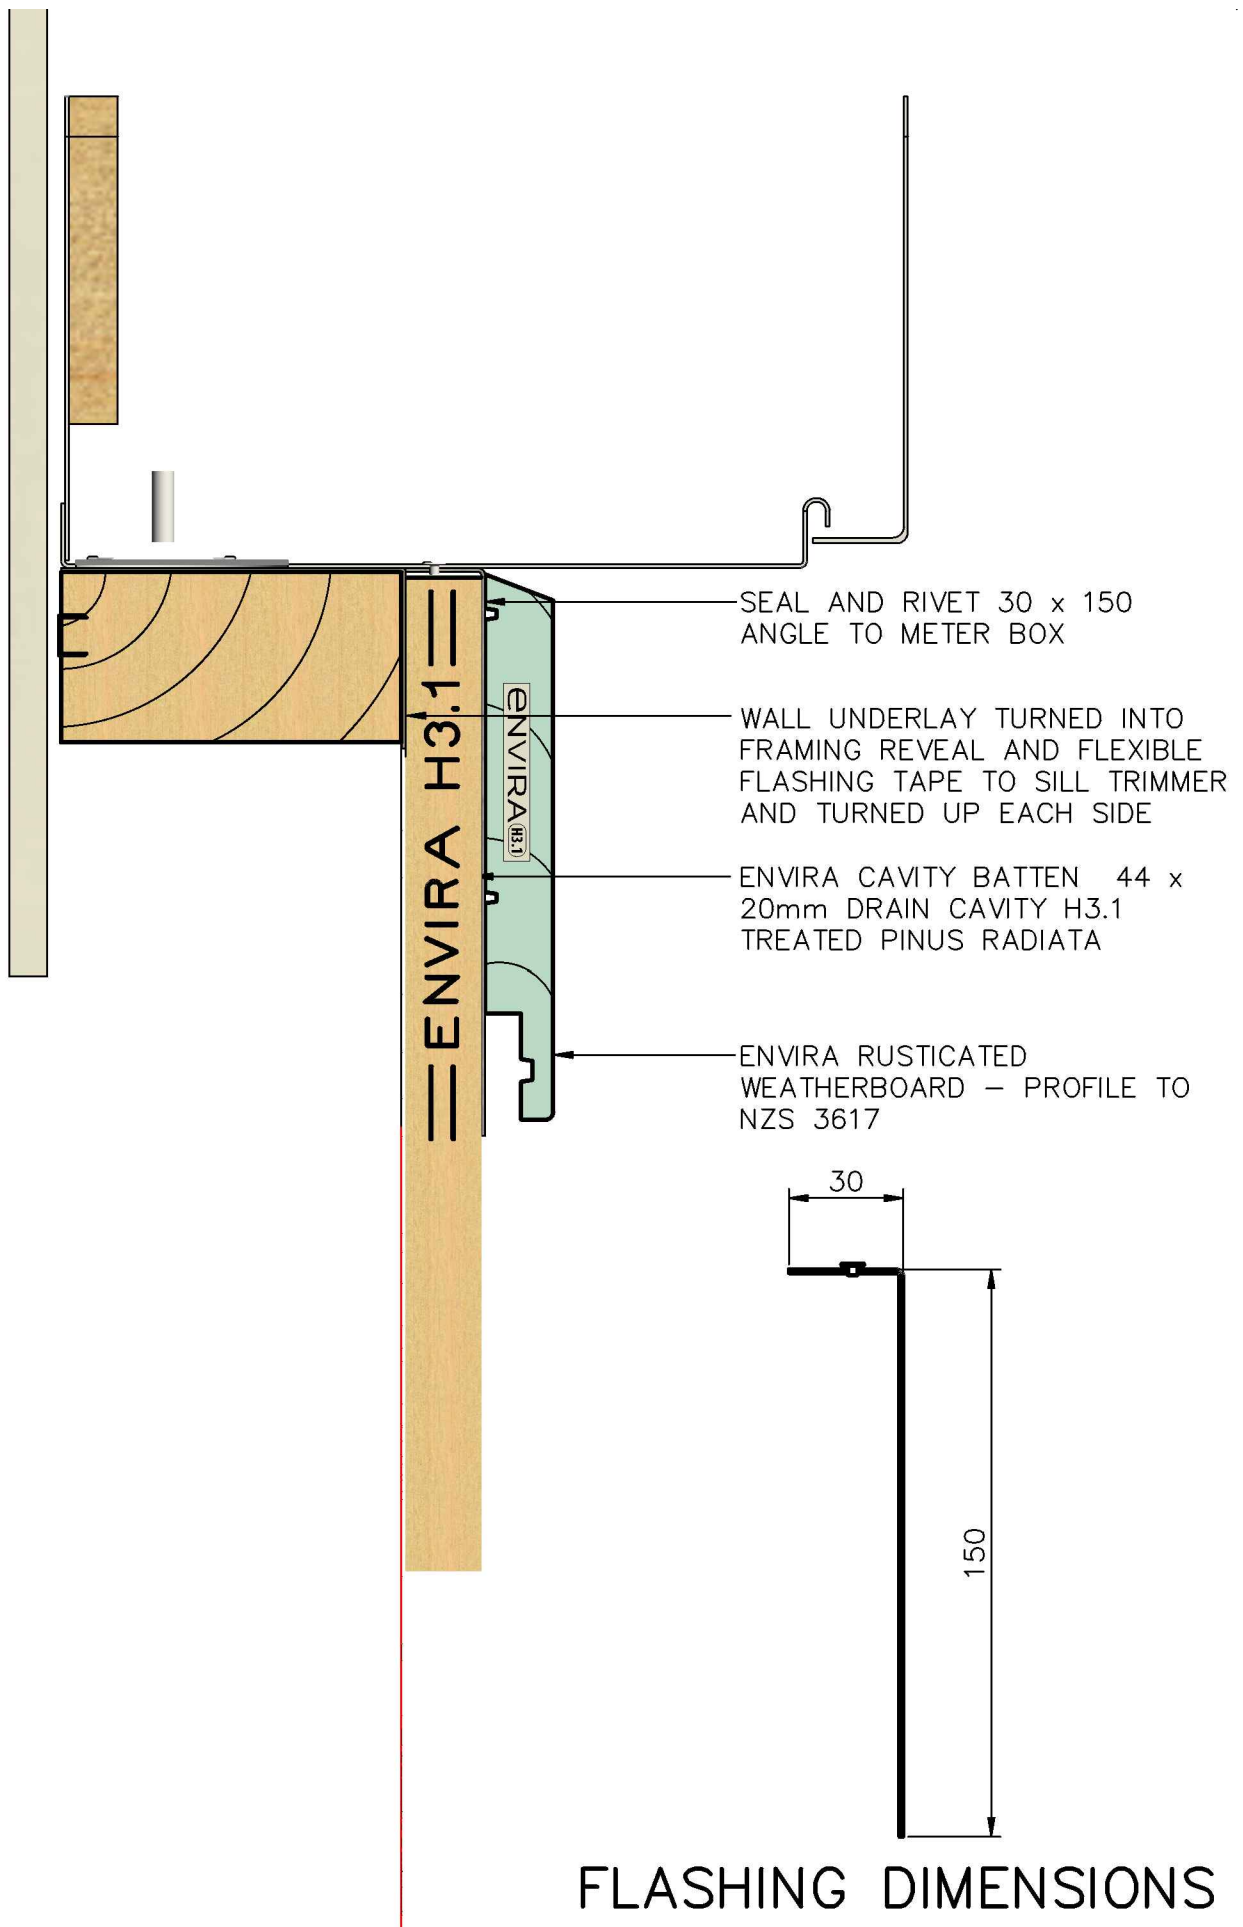 SEAL AND RIVET 30 x 150
ANGLE TO METER BOX
WALL UNDERLAY TURNED INTO
FRAMING REVEAL AND FLEXIBLE
FLASHING TAPE TO SILL TRIMMER
AND TURNED UP EACH SIDE
ENVIRA CAVITY BATTEN 44 x
20mm DRAIN CAVITY H3.1
TREATED PINUS RADIATA
ENVIRA RUSTICATED
WEATHERBOARD – PROFILE TO
NZS 3617
ENVIRA H3.1
eNVIRA H3.1
30
150
FLASHING DIMENSIONS